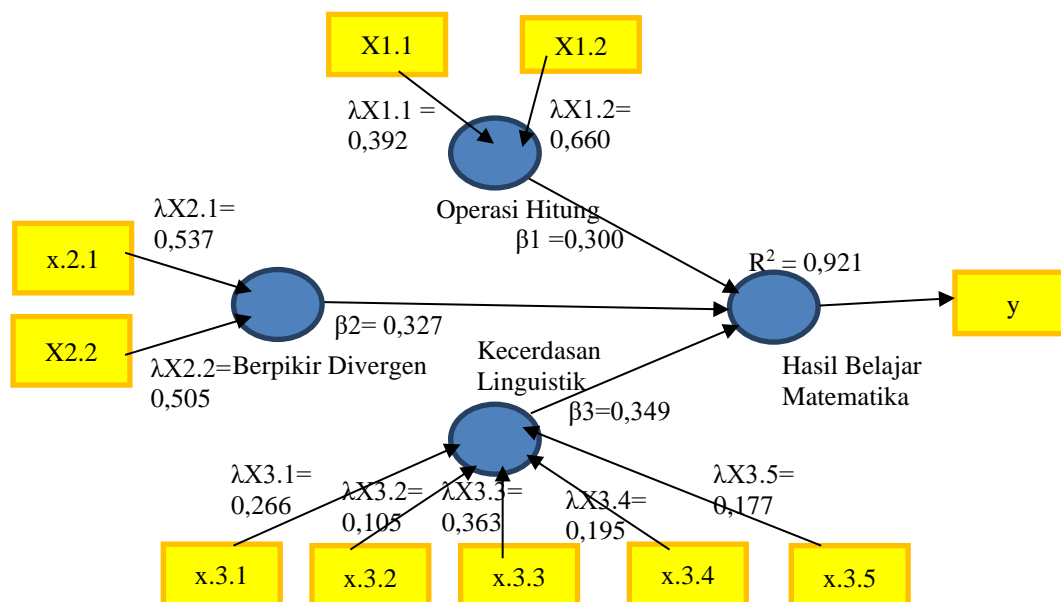 X1.1
X1.2
λX1.1 =
0,392
λX1.2=
0,660
Operasi Hitung
β1 =0,300
λX2.1=
0,537
x.2.1
X2.2
λX2.2=
0,505
Berpikir Divergen
β2= 0,327
R² = 0,921
y
Hasil Belajar
Matematika
Kecerdasan
Linguistik
β3=0,349
λX3.1=
0,266
λX3.2=
0,105
λX3.3=
0,363
λX3.4=
0,195
λX3.5=
0,177
x.3.1
x.3.2
x.3.3
x.3.4
x.3.5